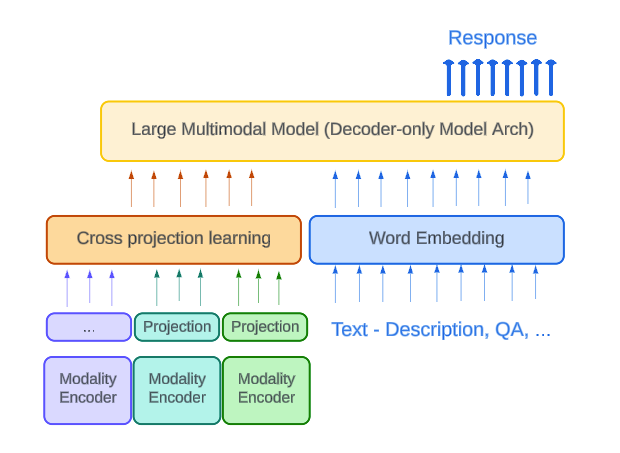 Response
Large Multimodal Model (Decoder-only Model Arch)
Cross projection learning
Word Embedding
...
Projection
Projection
Text - Description, QA, ...
Modality
Encoder
Modality
Encoder
Modality
Encoder